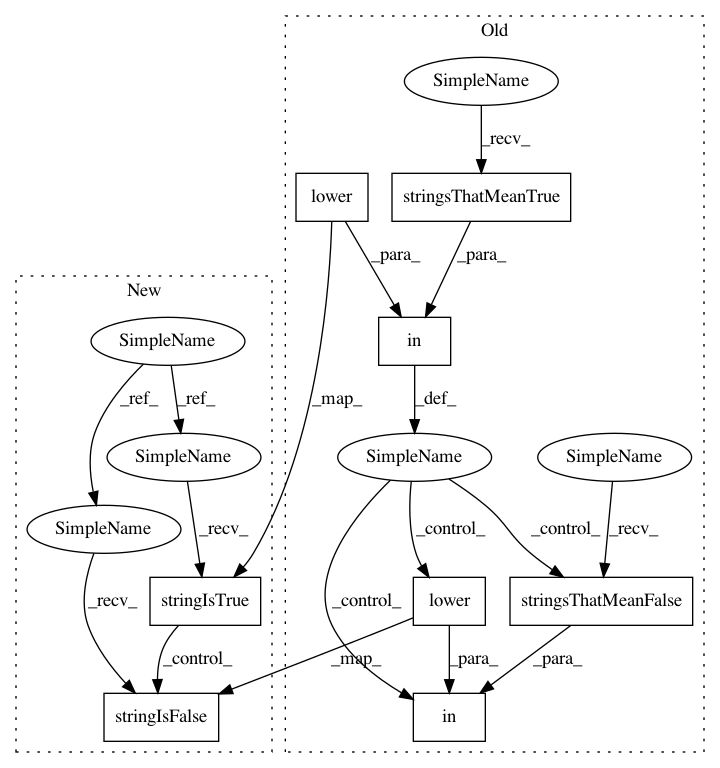 Old
SimpleName
_recv_
lower
stringsThatMeanTrue
_para_
_para_
New
SimpleName
in
_ref_
_ref_
_map_
_def_
SimpleName
SimpleName
SimpleName
SimpleName
_recv_
_control_
_control_
_recv_
_recv_
stringIsTrue
_control_
lower
stringsThatMeanFalse
_control_
_map_
_para_
_para_
stringIsFalse
in